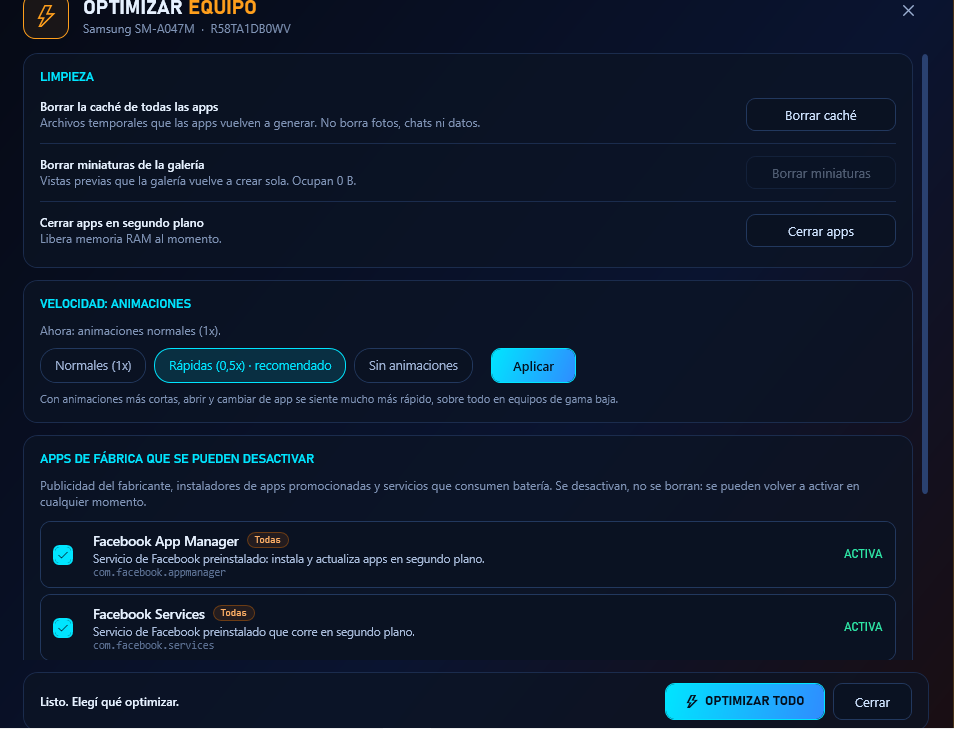 OPTIMIZAR EQUIPO
Samsung SM-A047M · R58TA1DB0WV
LIMPIEZA
Borrar la caché de todas las apps
Archivos temporales que las apps vuelven a generar. No borra fotos, chats ni datos.
Borrar caché
Borrar miniaturas de la galería
Vistas previas que la galería vuelve a crear sola. Ocupan 0 B.
Borrar miniaturas
Cerrar apps en segundo plano
Libera memoria RAM al momento.
Cerrar apps
VELOCIDAD: ANIMACIONES
Ahora: animaciones normales (1x).
Normales (1x) Rápidas (0,5x) · recomendado Sin animaciones Aplicar
Con animaciones más cortas, abrir y cambiar de app se siente mucho más rápido, sobre todo en equipos de gama baja.
APPS DE FÁBRICA QUE SE PUEDEN DESACTIVAR
Publicidad del fabricante, instaladores de apps promocionadas y servicios que consumen batería. Se desactivan, no se borran: se pueden volver a activar en
cualquier momento.
Facebook App Manager Todas
Servicio de Facebook preinstalado: instala y actualiza apps en segundo plano.
com.facebook.appmanager
ACTIVA
Facebook Services Todas
Servicio de Facebook preinstalado que corre en segundo plano.
com.facebook.services
ACTIVA
Listo. Elegí qué optimizar.
OPTIMIZAR TODO
Cerrar